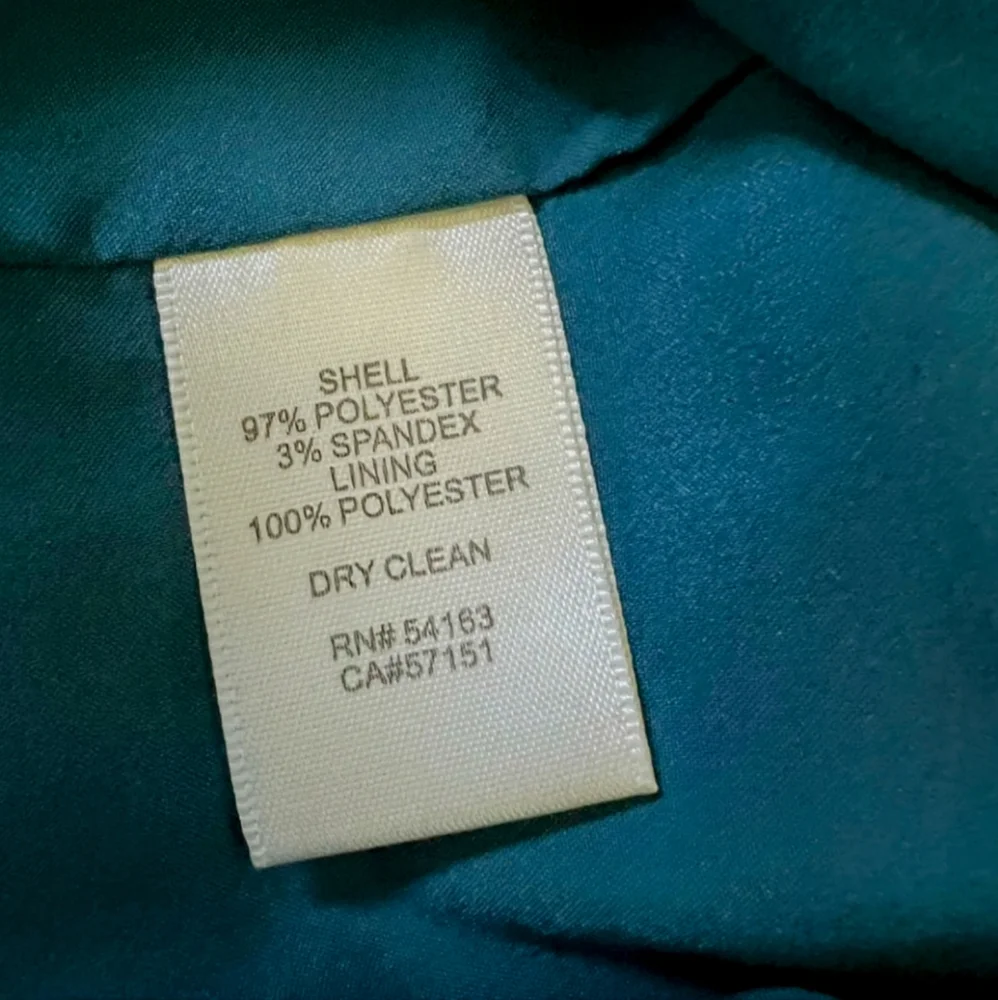 SHELL
97% POLYESTER
3% SPANDEX
LINING
100% POLYESTER
DRY CLEAN
RN# 54163
CA#57151